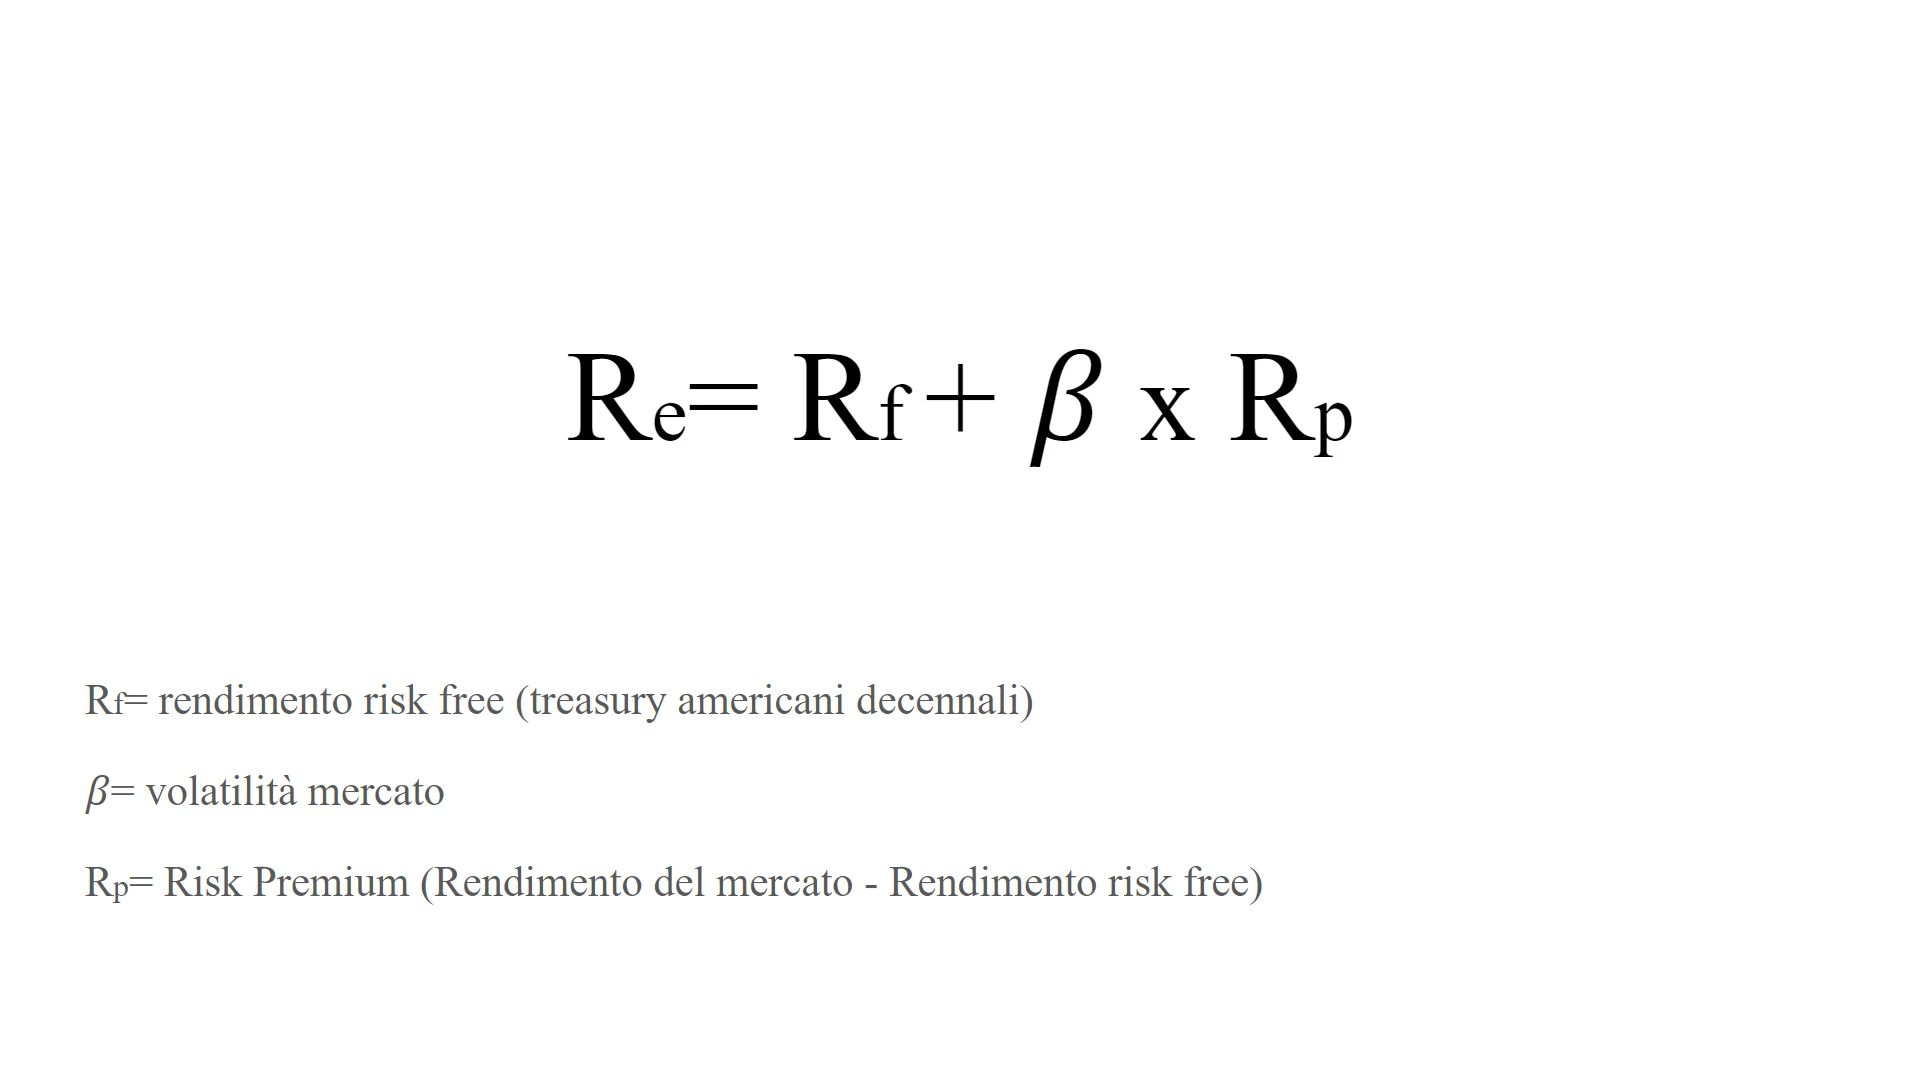 Re= Rf + β x Rp
Rf= rendimento risk free (treasury americani decennali)
β= volatilità mercato
Rp= Risk Premium (Rendimento del mercato - Rendimento risk free)